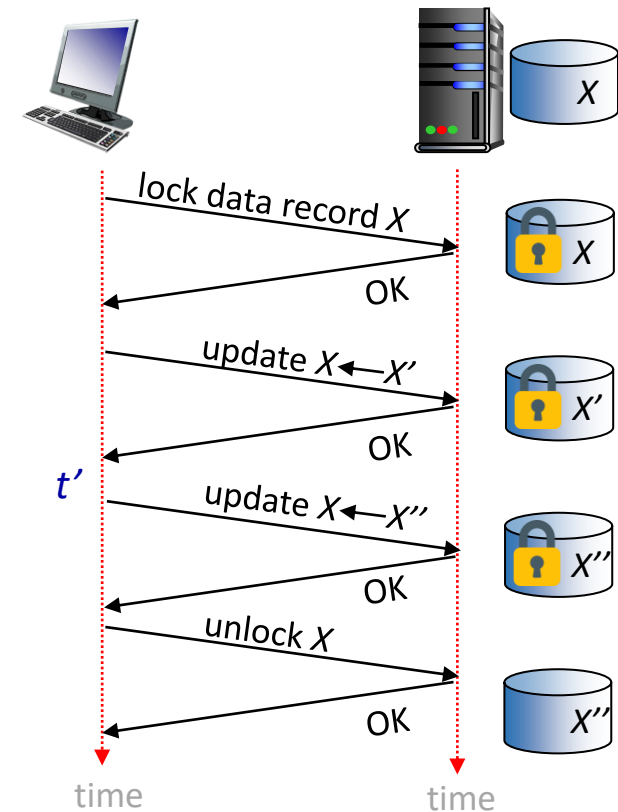 X
lock data record X
X
OK
update X← X'
X'
OK
t'
update X← X''
X''
OK
unlock X
OK
X''
time
time